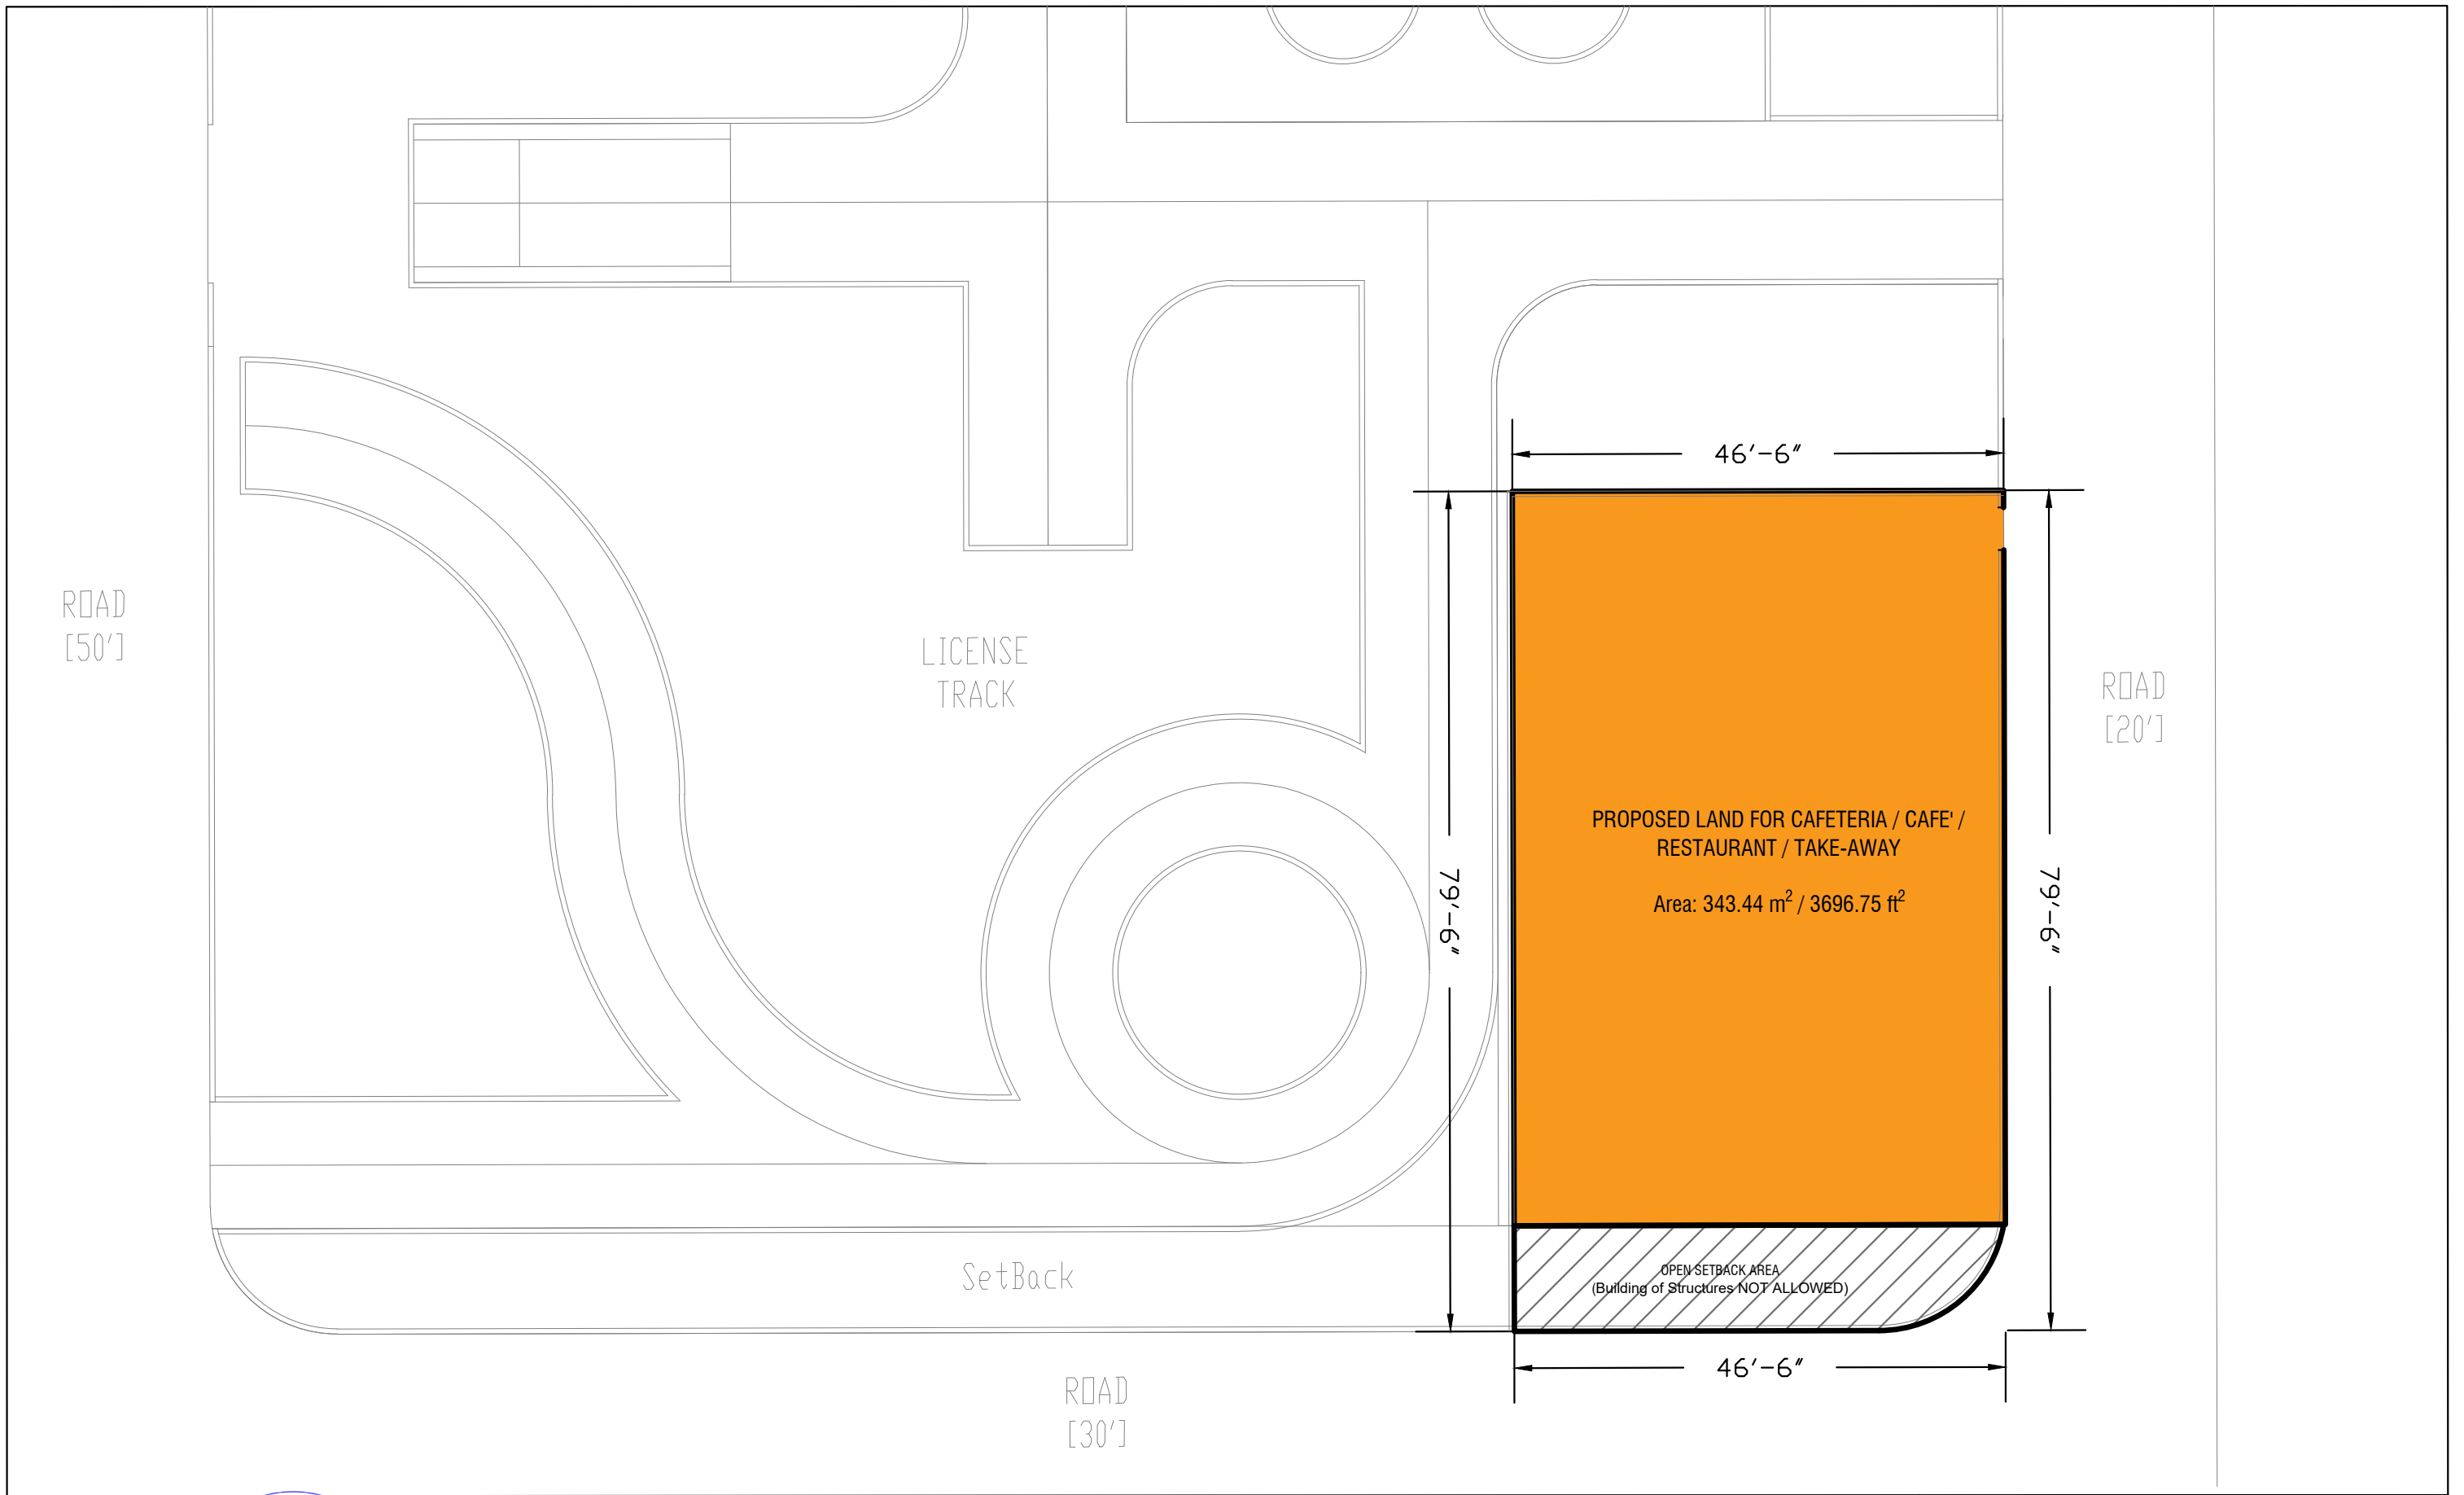 46'-6"
ROAD
[50']
LICENSE
TRACK
ROAD
[20']
PROPOSED LAND FOR CAFETERIA / CAFE' /
RESTAURANT / TAKE-AWAY
Area: 343.44 m² / 3696.75 ft²
79'-6"
79'-6"
OPEN SETBACK AREA
(Building of Structures NOT ALLOWED)
SetBack
46'-6"
ROAD
[30']